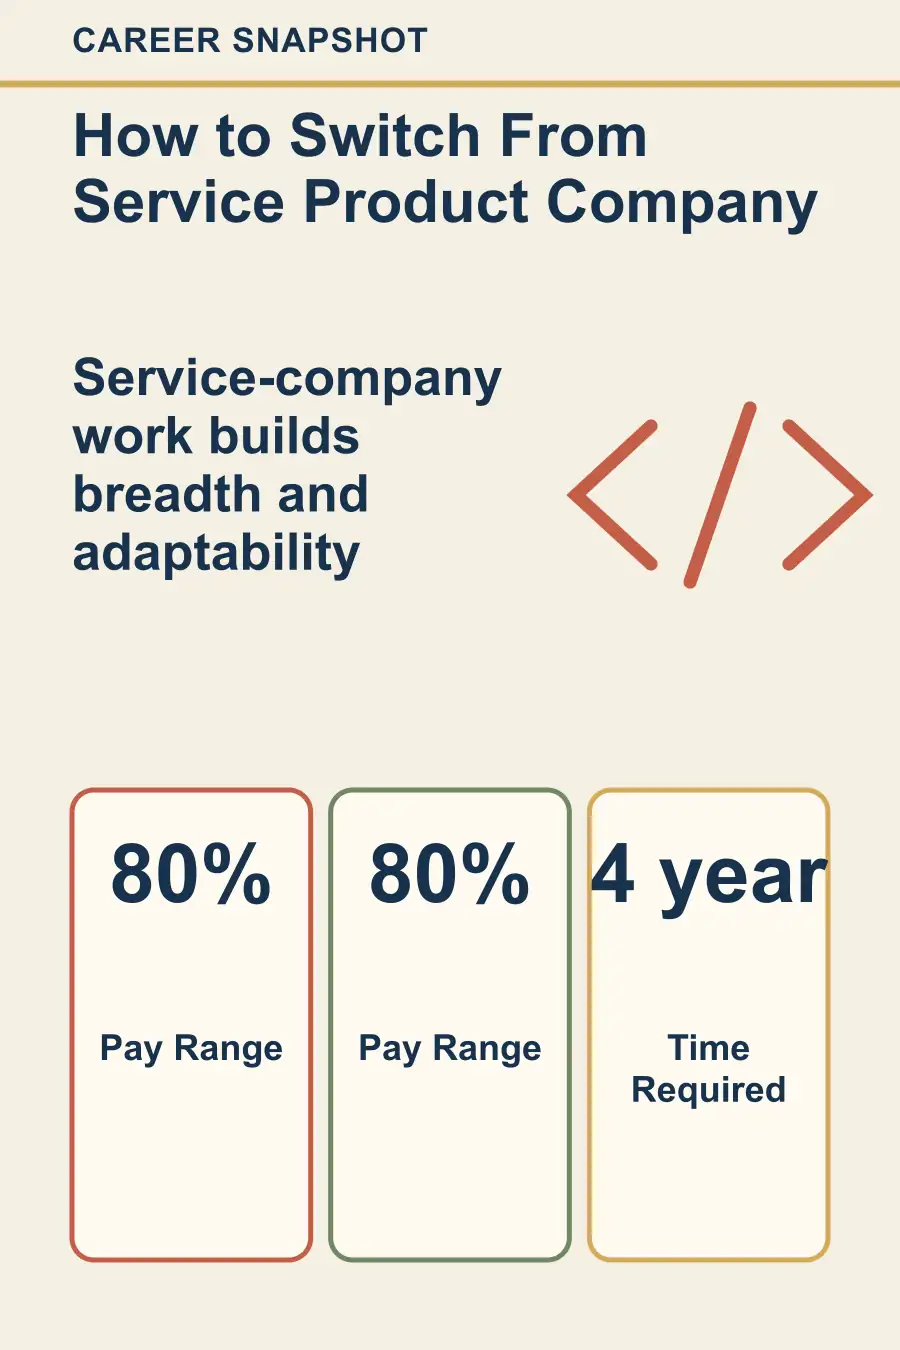 CAREER SNAPSHOT
How to Switch From
Service Product Company
Service-company
work builds
breadth and
adaptability
80%
Pay Range
80%
Pay Range
4 year
Time
Required